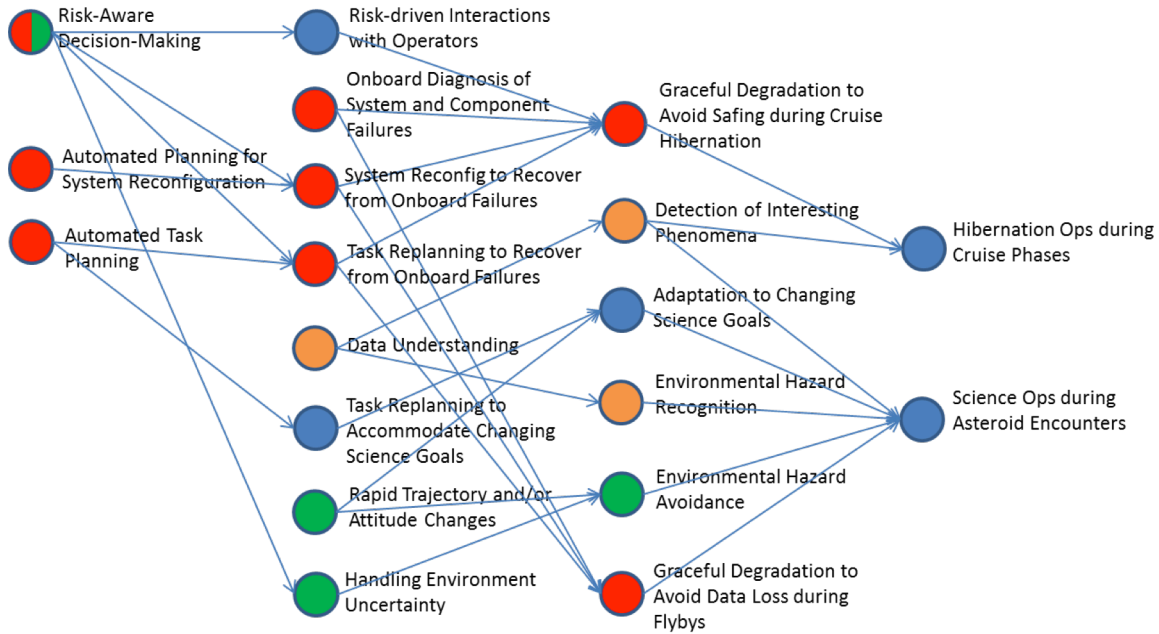 Risk-Aware
Decision-Making
Automated Planning for
System Reconfiguration
Automated Task
Planning
Risk-driven Interactions
with Operators
Onboard Diagnosis of
System and Component
Failures
System Reconfig to Recover
from Onboard Failures
Task Replanning to Recover
from Onboard Failures
Data Understanding
Task Replanning to
Accommodate Changing
Science Goals
Rapid Trajectory and/or
Attitude Changes
Handling Environment
Uncertainty
Graceful Degradation to
Avoid Safing during Cruise
Hibernation
Detection of Interesting
Phenomena
Adaptation to Changing
Science Goals
Environmental Hazard
Recognition
Environmental Hazard
Avoidance
Graceful Degradation to
Avoid Data Loss during
Flybys
Hibernation Ops during
Cruise Phases
Science Ops during
Asteroid Encounters